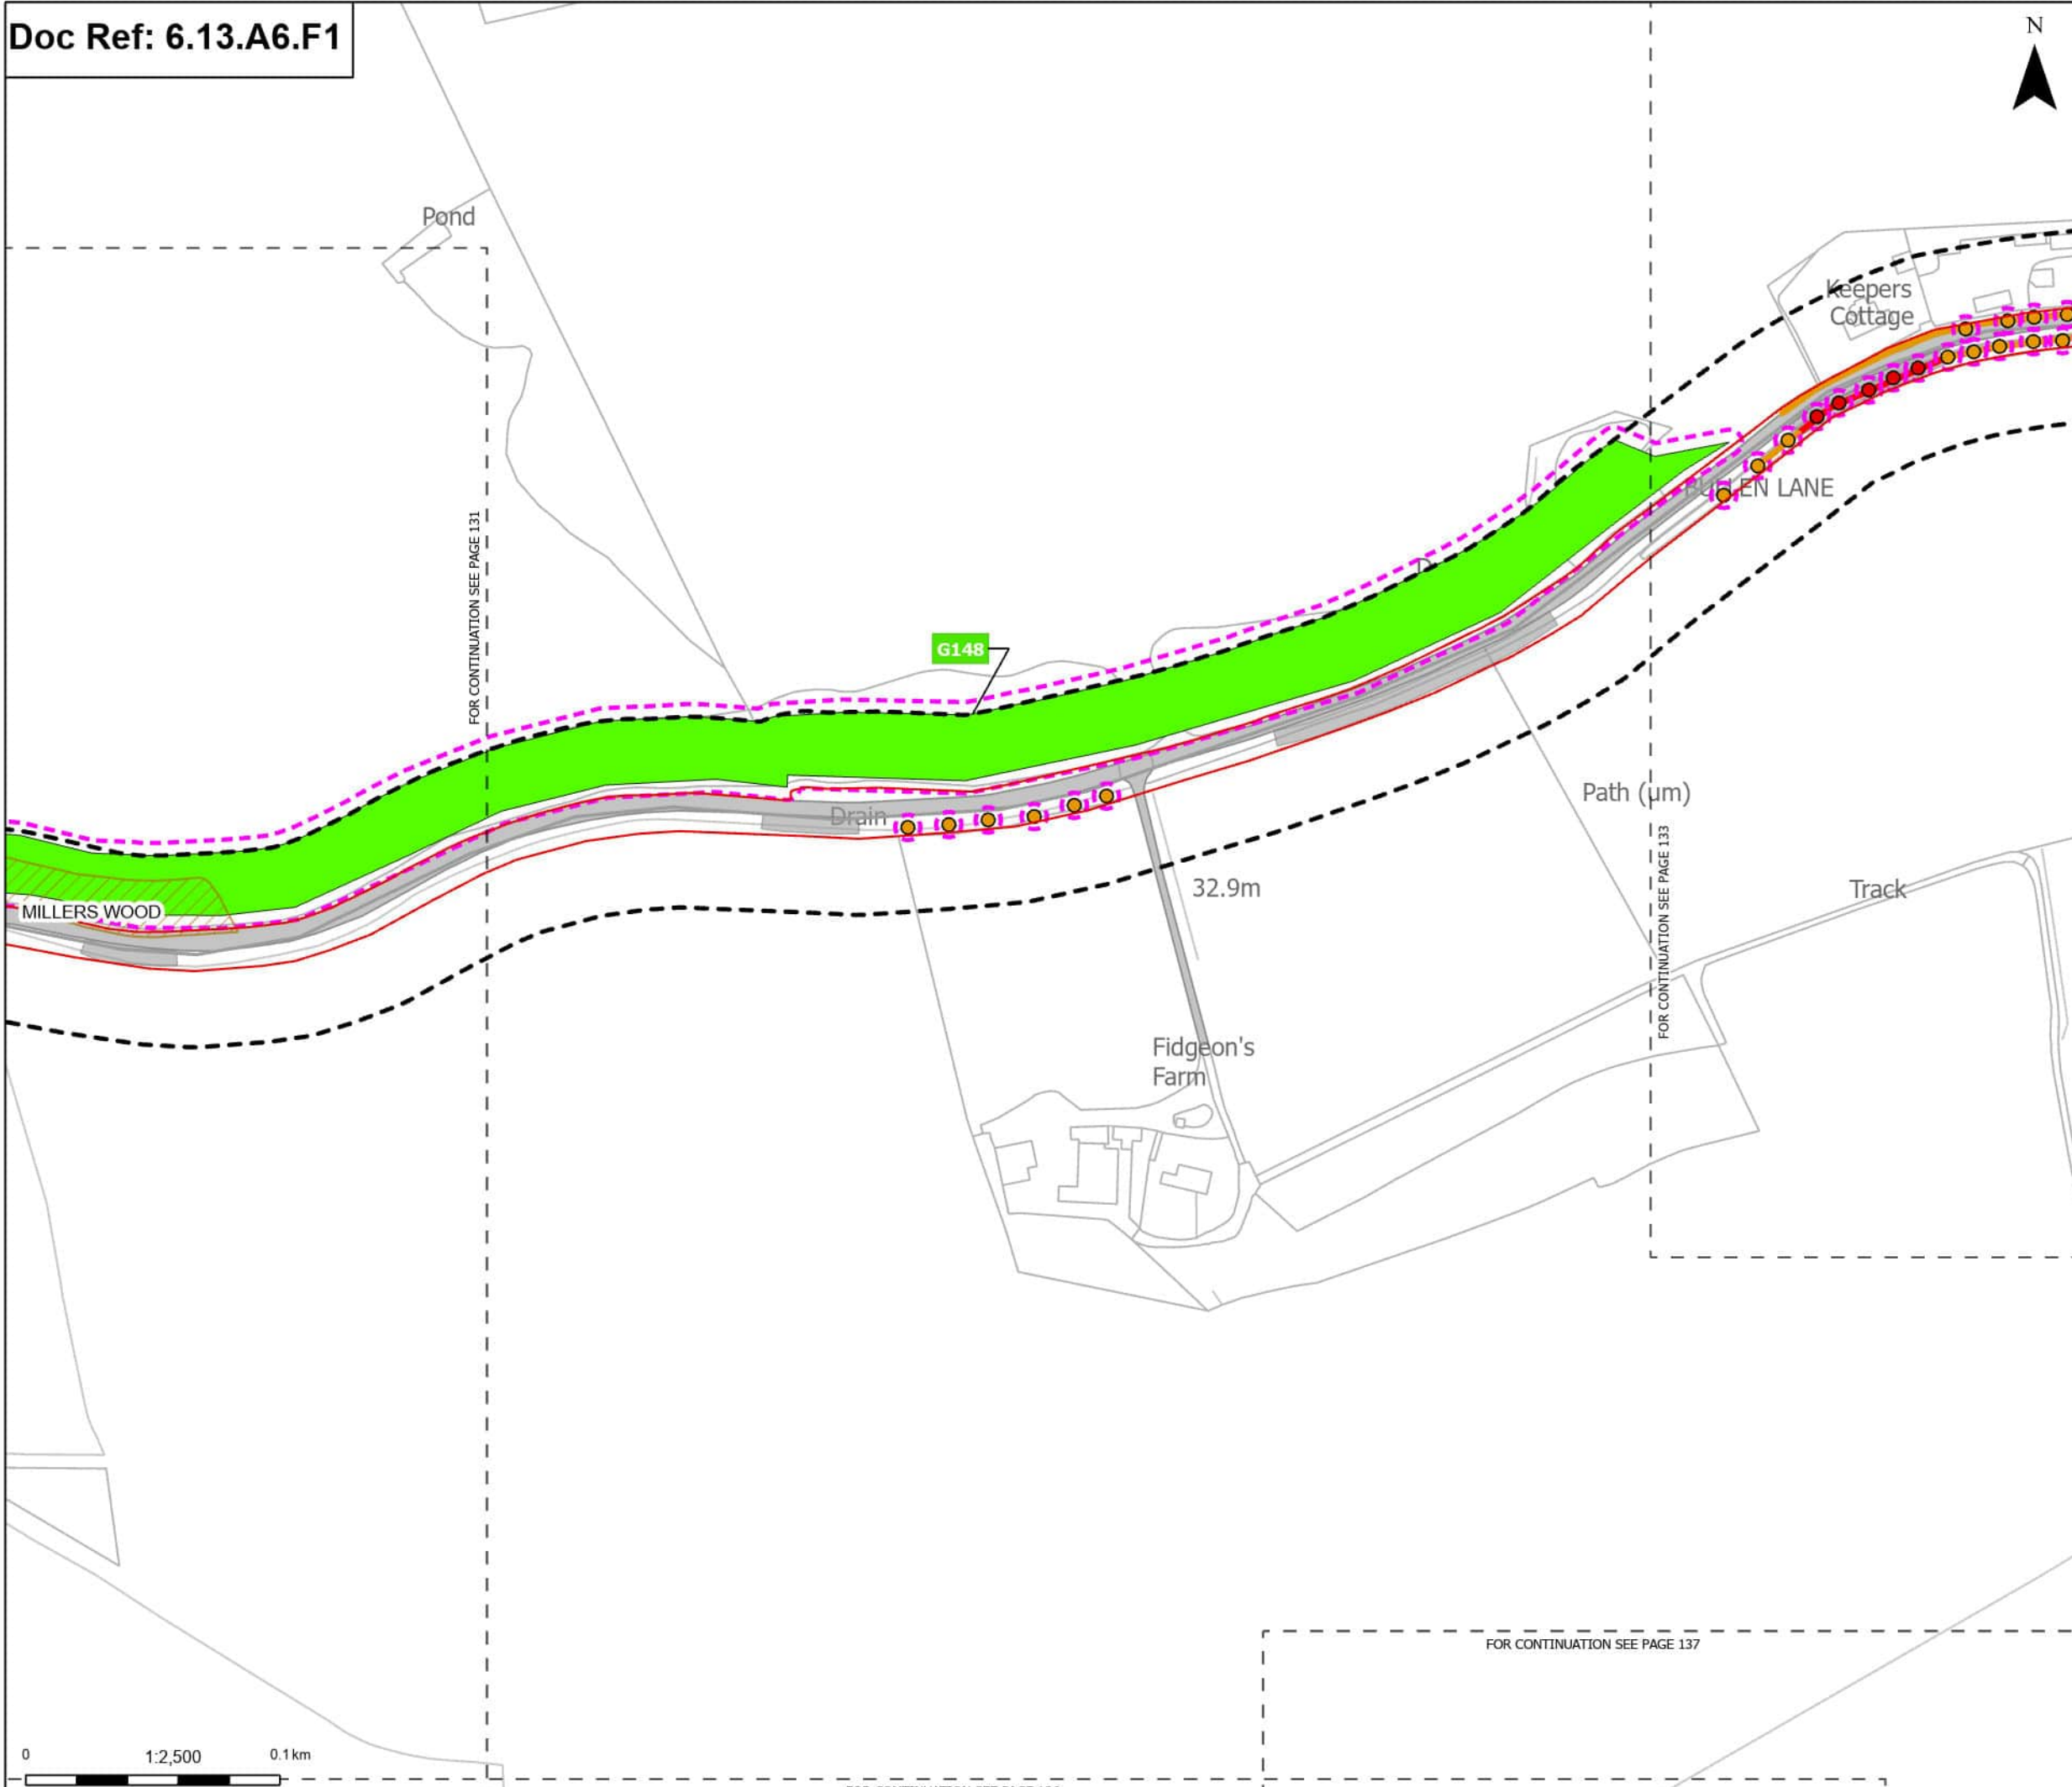 Doc Ref: 6.13.A6.F1
N
Pond
Keepers
Cottage
BULLEN LANE
FOR CONTINUATION SEE PAGE 131
G148
Path (um)
Drain
FOR CONTINUATION SEE PAGE 133
32.9m
Track
MILLERS WOOD
Fidgeon's
Farm
FOR CONTINUATION SEE PAGE 137
0
1:2,500
0.1 km